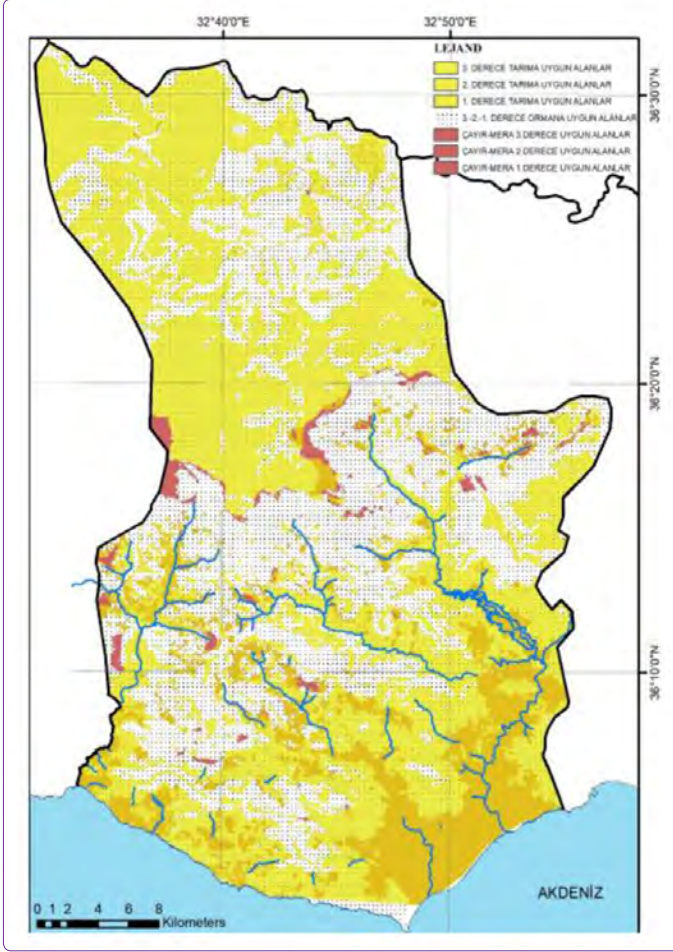 32°40'0"E
32°50'0"E
LEJAND
3. DERECE TARIMA UYGUN ALANLAR
2. DERECE TARIMA UYGUN ALANLAR
1. DERECE TARIMA UYGUN ALANLAR
3.-2.-1. DERECE ORMANA UYGUN ALANLAR
ÇAYIR-MERA 3.DERECE UYGUN ALANLAR
ÇAYIR-MERA 2.DERECE UYGUN ALANLAR
ÇAYIR-MERA 1.DERECE UYGUN ALANLAR
36°30'0"N
36°20'0"N
36°10'0"N
AKDENİZ
0 1 2 4 6 8
Kilometers